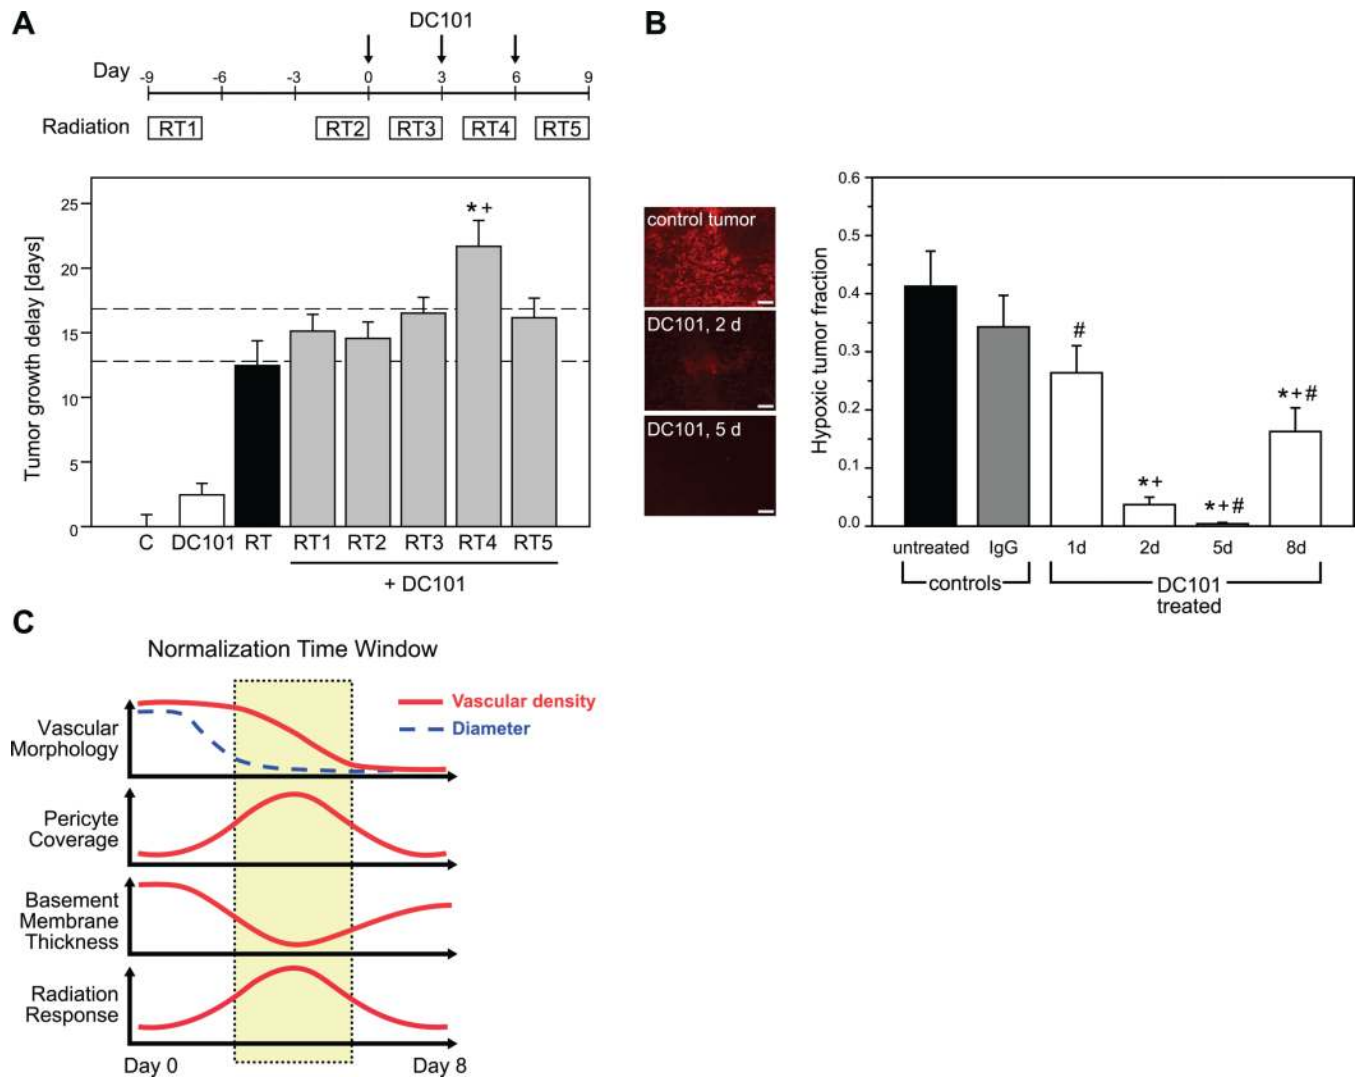 A
DC101
Day -9 -6 -3 0 3 6 9
Radiation RT1 RT2 RT3 RT4 RT5
Tumor growth delay [days]
25
20
15
10
5
0
*+
C DC101 RT RT1 RT2 RT3 RT4 RT5
+ DC101
B
control tumor
DC101, 2 d
DC101, 5 d
Hypoxic tumor fraction
0.6
0.5
0.4
0.3
0.2
0.1
0.0
#
*+
*+#
*+#
untreated IgG 1d 2d 5d 8d
controls DC101
treated
C
Normalization Time Window
Vascular density
Diameter
Vascular
Morphology
Pericyte
Coverage
Basement
Membrane
Thickness
Radiation
Response
Day 0 Day 8